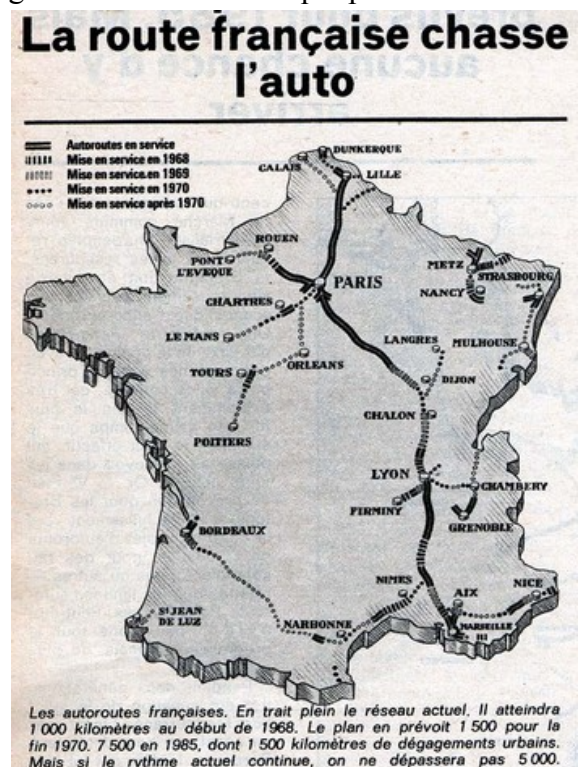 La route française chasse
l'auto
Autoroutes en service
Mise en service en 1968
Mise en service en 1969
Mise en service en 1970
Mise en service après 1970
DUNKERQUE
CALAIS
LILLE
ROUEN
PONT
L'EVEQUE
PARIS
METZ
STRASBOURG
NANCY
CHARTRES
LE MANS
LANGRES
MULHOUSE
ORLEANS
TOURS
DIJON
CHALON
POITIERS
LYON
CHAMBERY
FIRMINY
GRENOBLE
BORDEAUX
NIMES
AIX
NICE
ST JEAN
DE LUZ
NARBONNE
MARSEILLE
Les autoroutes françaises. En trait plein le réseau actuel. Il atteindra
1 000 kilomètres au début de 1968. Le plan en prévoit 1 500 pour la
fin 1970. 7 500 en 1985, dont 1 500 kilomètres de dégagements urbains.
Mais si le rythme actuel continue, on ne dépassera pas 5 000.